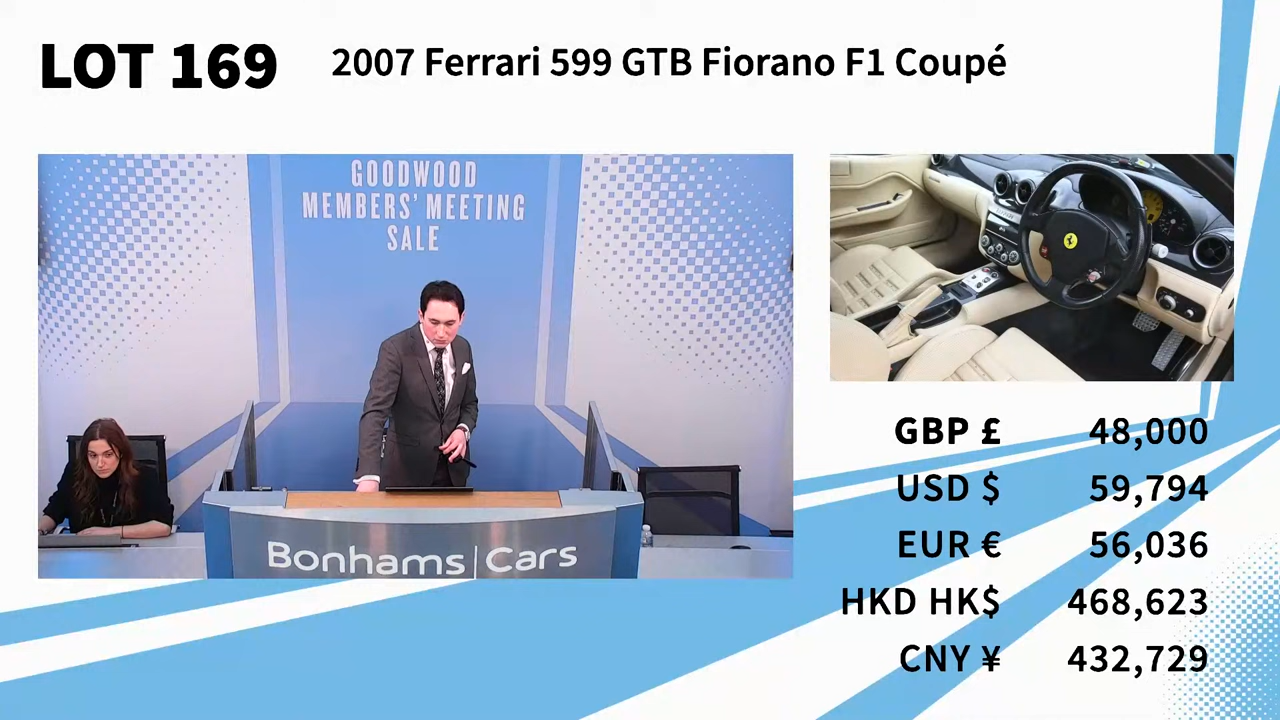 LOT 169
2007 Ferrari 599 GTB Fiorano F1 Coupé
GOODWOOD
MEMBERS' MEETING
SALE
Bonhams|Cars
GBP £ 48,000
USD $ 59,794
EUR € 56,036
HKD HK$ 468,623
CNY ¥ 432,729